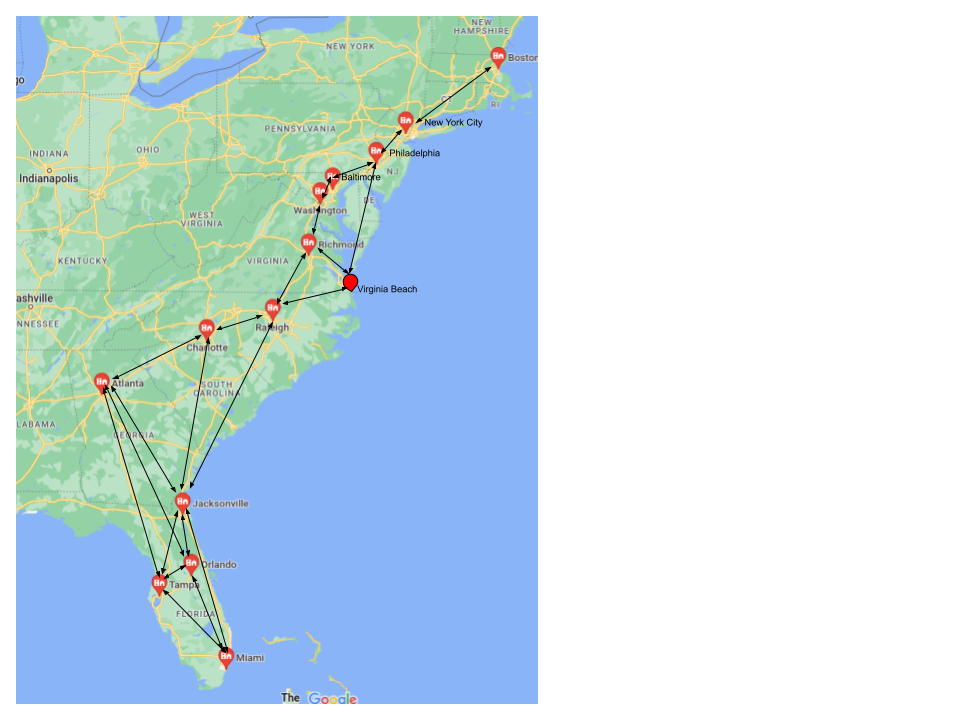 NEW
HAMPSHIRE
NEW YORK
Boston
go
CT
RI
New York City
PENNSYLVANIA
Philadelphia
OHIO
INDIANA
NJ
Indianapolis
Baltimore
DE
Washington
WEST
VIRGINIA
Richmond
KENTUCKY
VIRGINIA
Virginia Beach
ashville
NNESSEE
Raleigh
Charlotte
Atlanta
SOUTH
CAROLINA
LABAMA
GEORGIA
Jacksonville
Orlando
Tampa
FLORIDA
Miami
The
Google